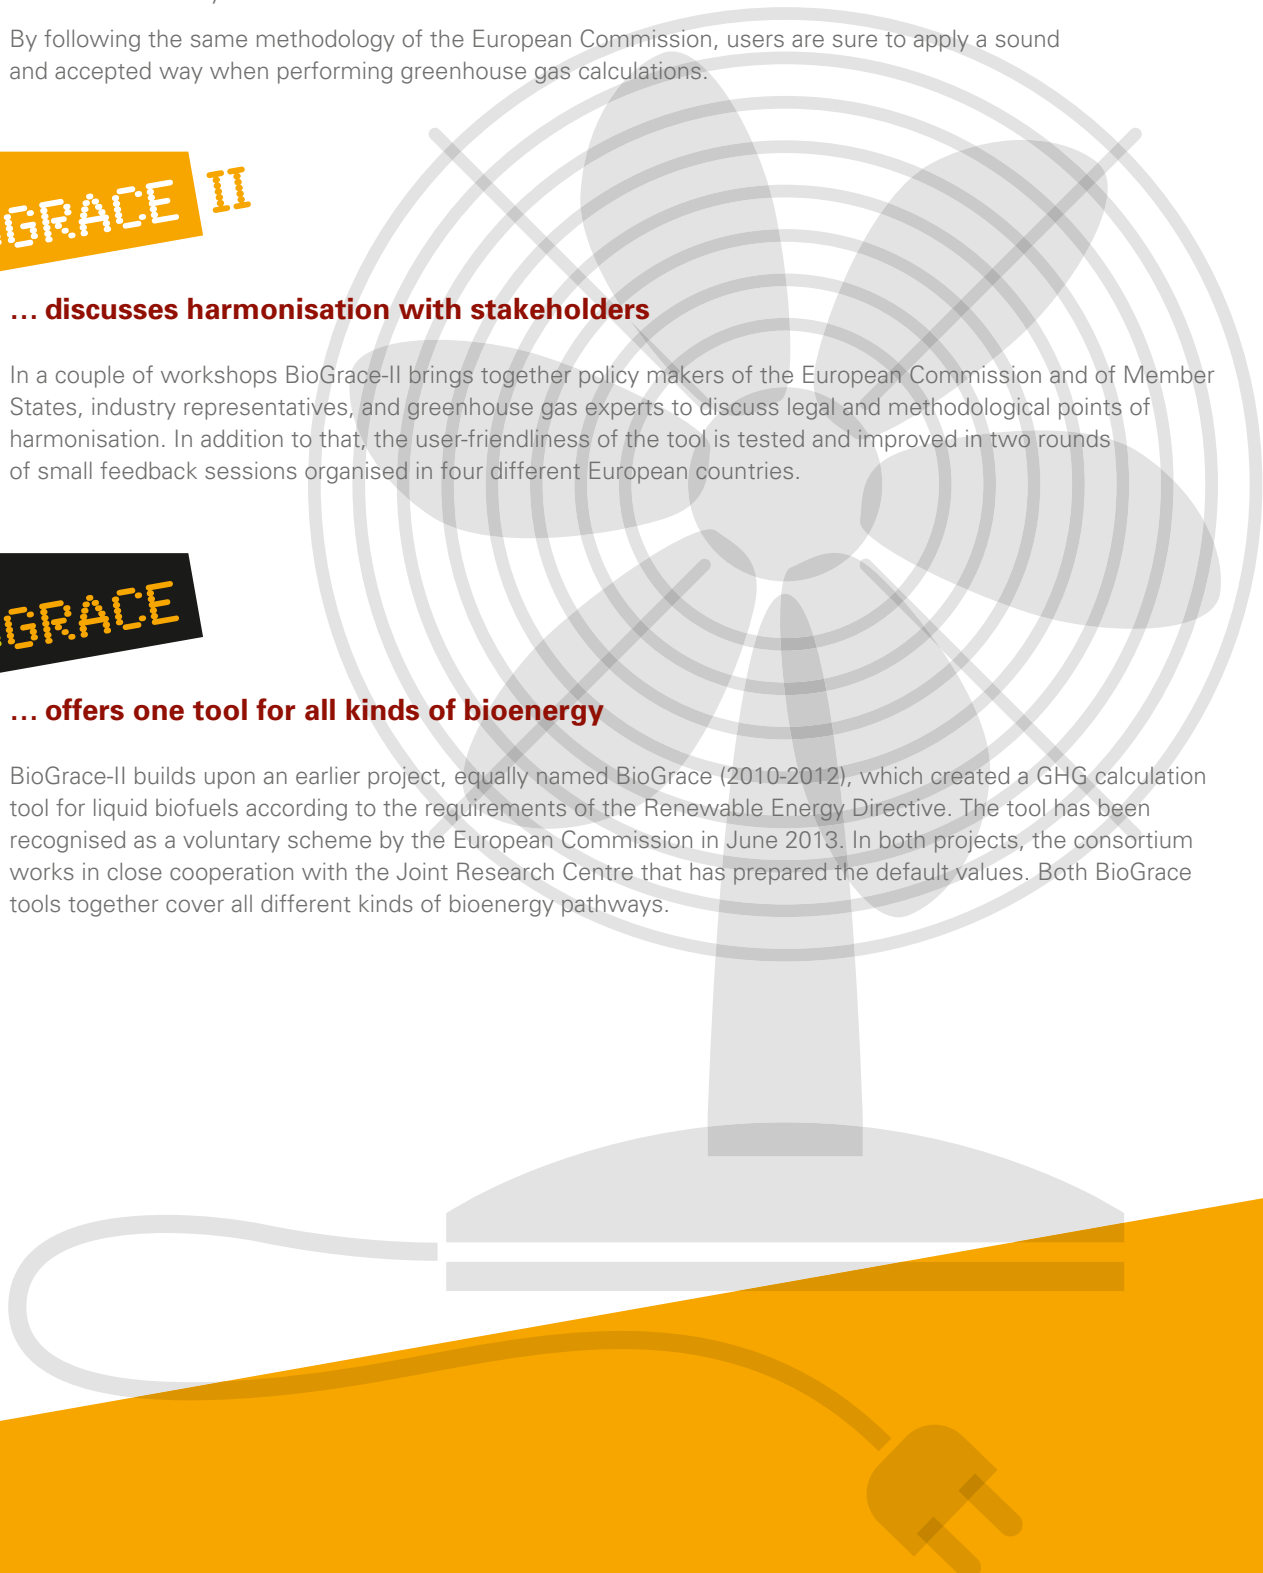 By following the same methodology of the European Commission, users are sure to apply a sound
and accepted way when performing greenhouse gas calculations.
GRACE II
... discusses harmonisation with stakeholders
In a couple of workshops BioGrace-II brings together policy makers of the European Commission and of Member
States, industry representatives, and greenhouse gas experts to discuss legal and methodological points of
harmonisation. In addition to that, the user-friendliness of the tool is tested and improved in two rounds
of small feedback sessions organised in four different European countries.
GRACE
... offers one tool for all kinds of bioenergy
BioGrace-II builds upon an earlier project, equally named BioGrace (2010-2012), which created a GHG calculation
tool for liquid biofuels according to the requirements of the Renewable Energy Directive. The tool has been
recognised as a voluntary scheme by the European Commission in June 2013. In both projects, the consortium
works in close cooperation with the Joint Research Centre that has prepared the default values. Both BioGrace
tools together cover all different kinds of bioenergy pathways.